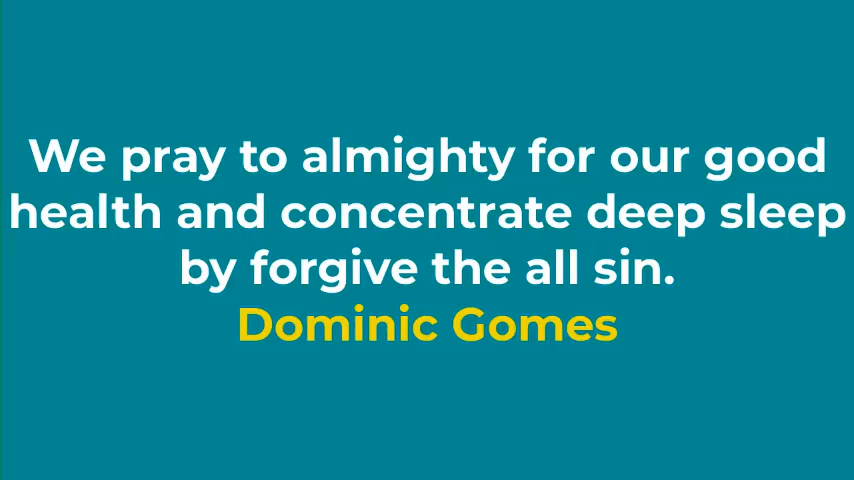 We pray to almighty for our good
health and concentrate deep sleep
by forgive the all sin.
Dominic Gomes